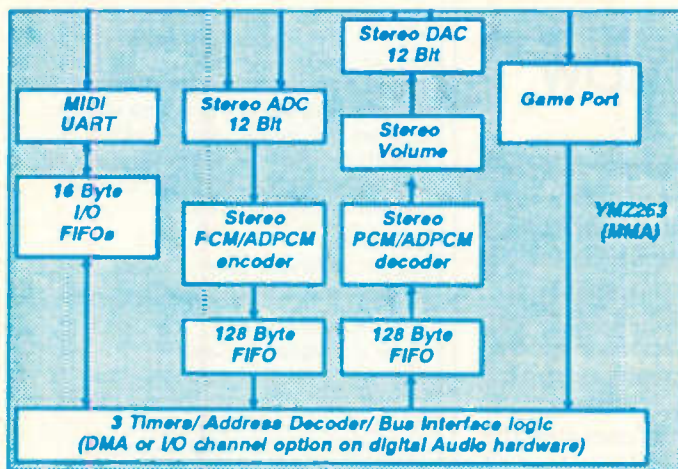 Stereo DAC
12 Bit
MIDI
UART
Stereo ADC
12 Bit
Game Port
Stereo
Volume
16 Byte
I/O
FIFOs
Stereo
PCM/ADPCM
encoder
Stereo
PCM/ADPCM
decoder
YMZ263
(MMA)
128 Byte
FIFO
128 Byte
FIFO
3 Timers/ Address Decoder/ Bus Interface logic
(DMA or I/O channel option on digital Audio hardware)